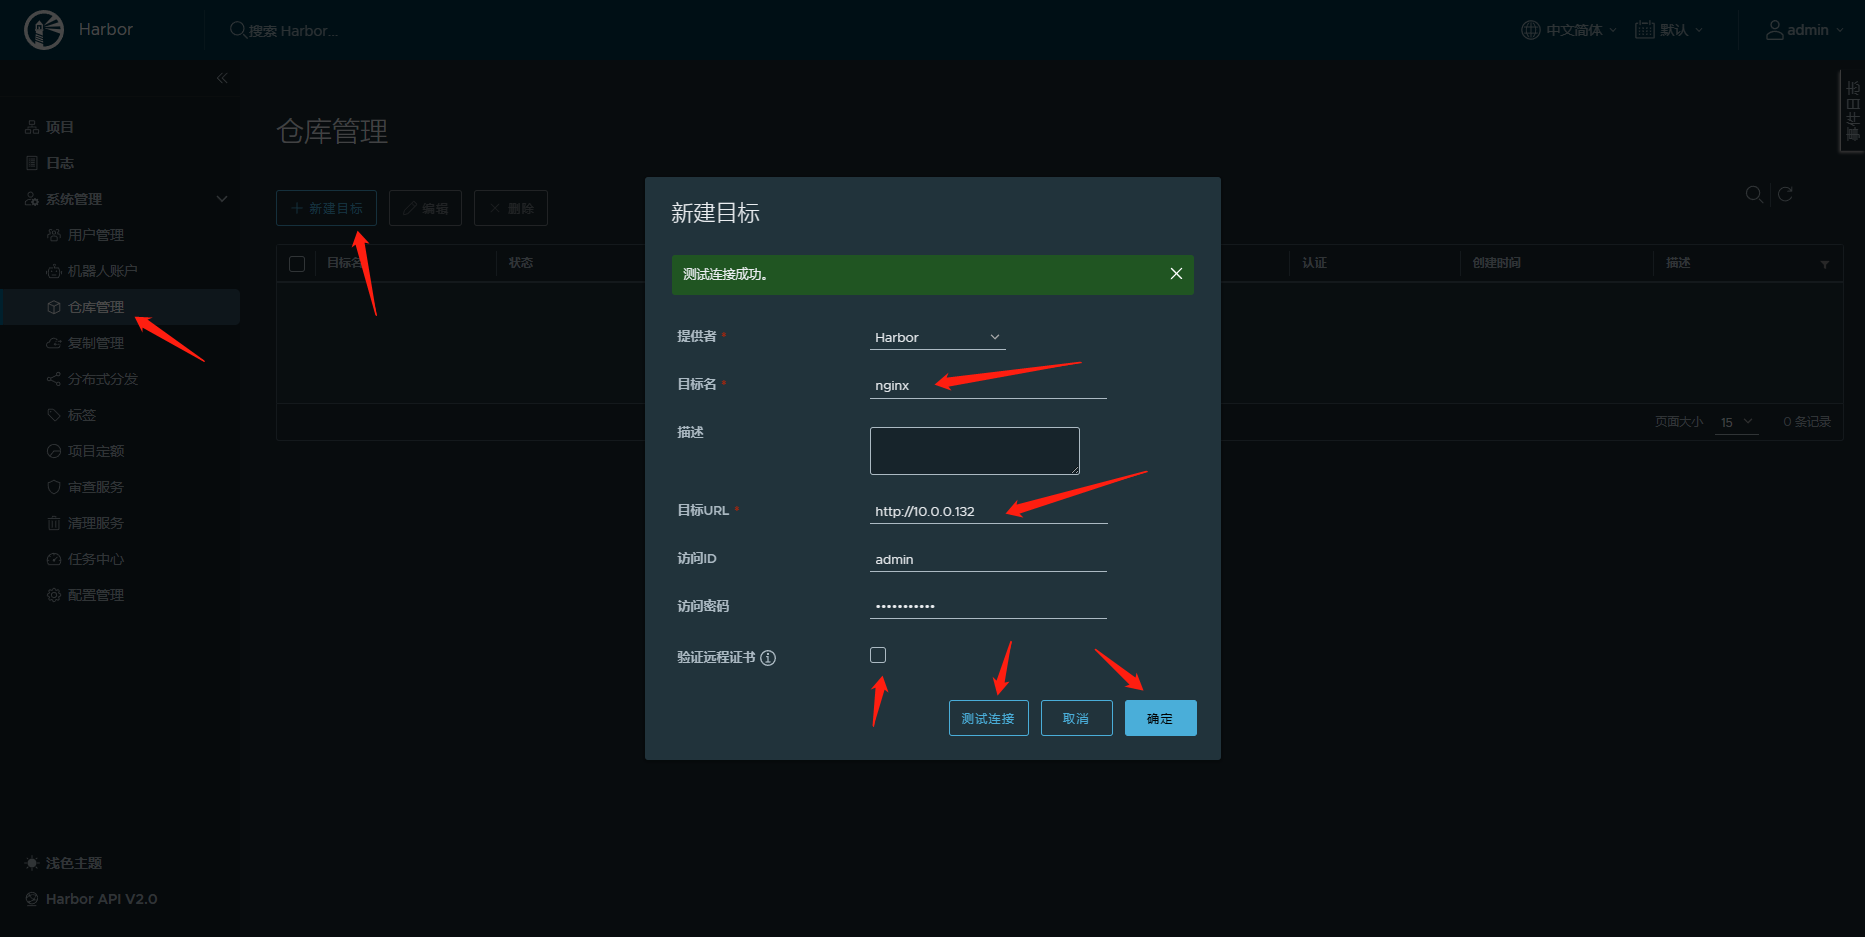 Harbor
搜索 Harbor...
中文简体
默认
admin
事件日志
项目
日志
系统管理
用户管理
机器人账户
仓库管理
复制管理
分布式分发
标签
项目定额
审查服务
清理服务
任务中心
配置管理
浅色主题
Harbor API V2.0
仓库管理
新建目标
编辑
删除
目标名
状态
认证
创建时间
描述
页面大小
15
0 条记录
新建目标
测试连接成功。
提供者 *
Harbor
目标名 *
nginx
描述
目标URL *
http://10.0.0.132
访问ID
admin
访问密码
•••••••••••
验证远程证书
测试连接
取消
确定